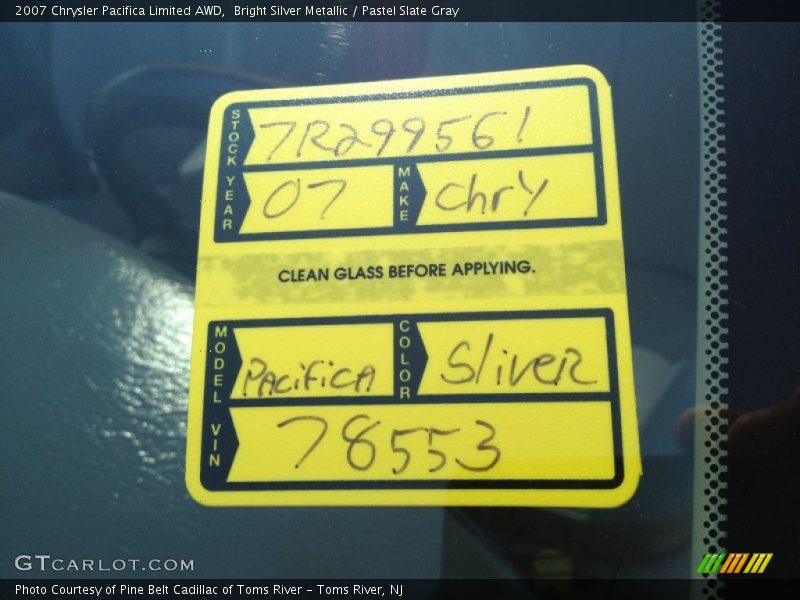 2007 Chrysler Pacifica Limited AWD,  Bright Silver Metallic / Pastel Slate Gray
STOCK 7R299561
YEAR 07 MAKE Chry
CLEAN GLASS BEFORE APPLYING.
MODEL PAcificA COLOR Sliver
VIN 78553
GTCARLOT.COM
Photo Courtesy of Pine Belt Cadillac of Toms River - Toms River, NJ